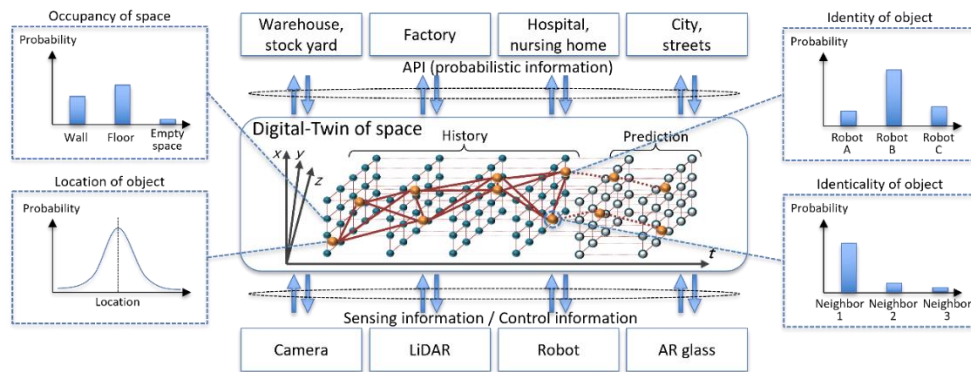 Occupancy of space
Probability
Wall
Floor
Empty
space
Location of object
Probability
Location
Warehouse,
stock yard
Factory
Hospital,
nursing home
City,
streets
API (probabilistic information)
Digital-Twin of space
History
Prediction
x
y
z
t
Sensing information / Control information
Camera
LiDAR
Robot
AR glass
Identity of object
Probability
Robot
A
Robot
B
Robot
C
Identicality of object
Probability
Neighbor
1
Neighbor
2
Neighbor
3